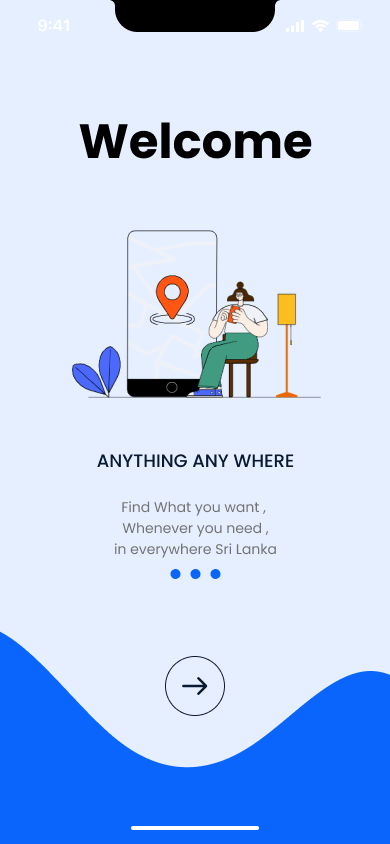 9:41
Welcome
ANYTHING ANY WHERE
Find What you want ,
Whenever you need ,
in everywhere Sri Lanka